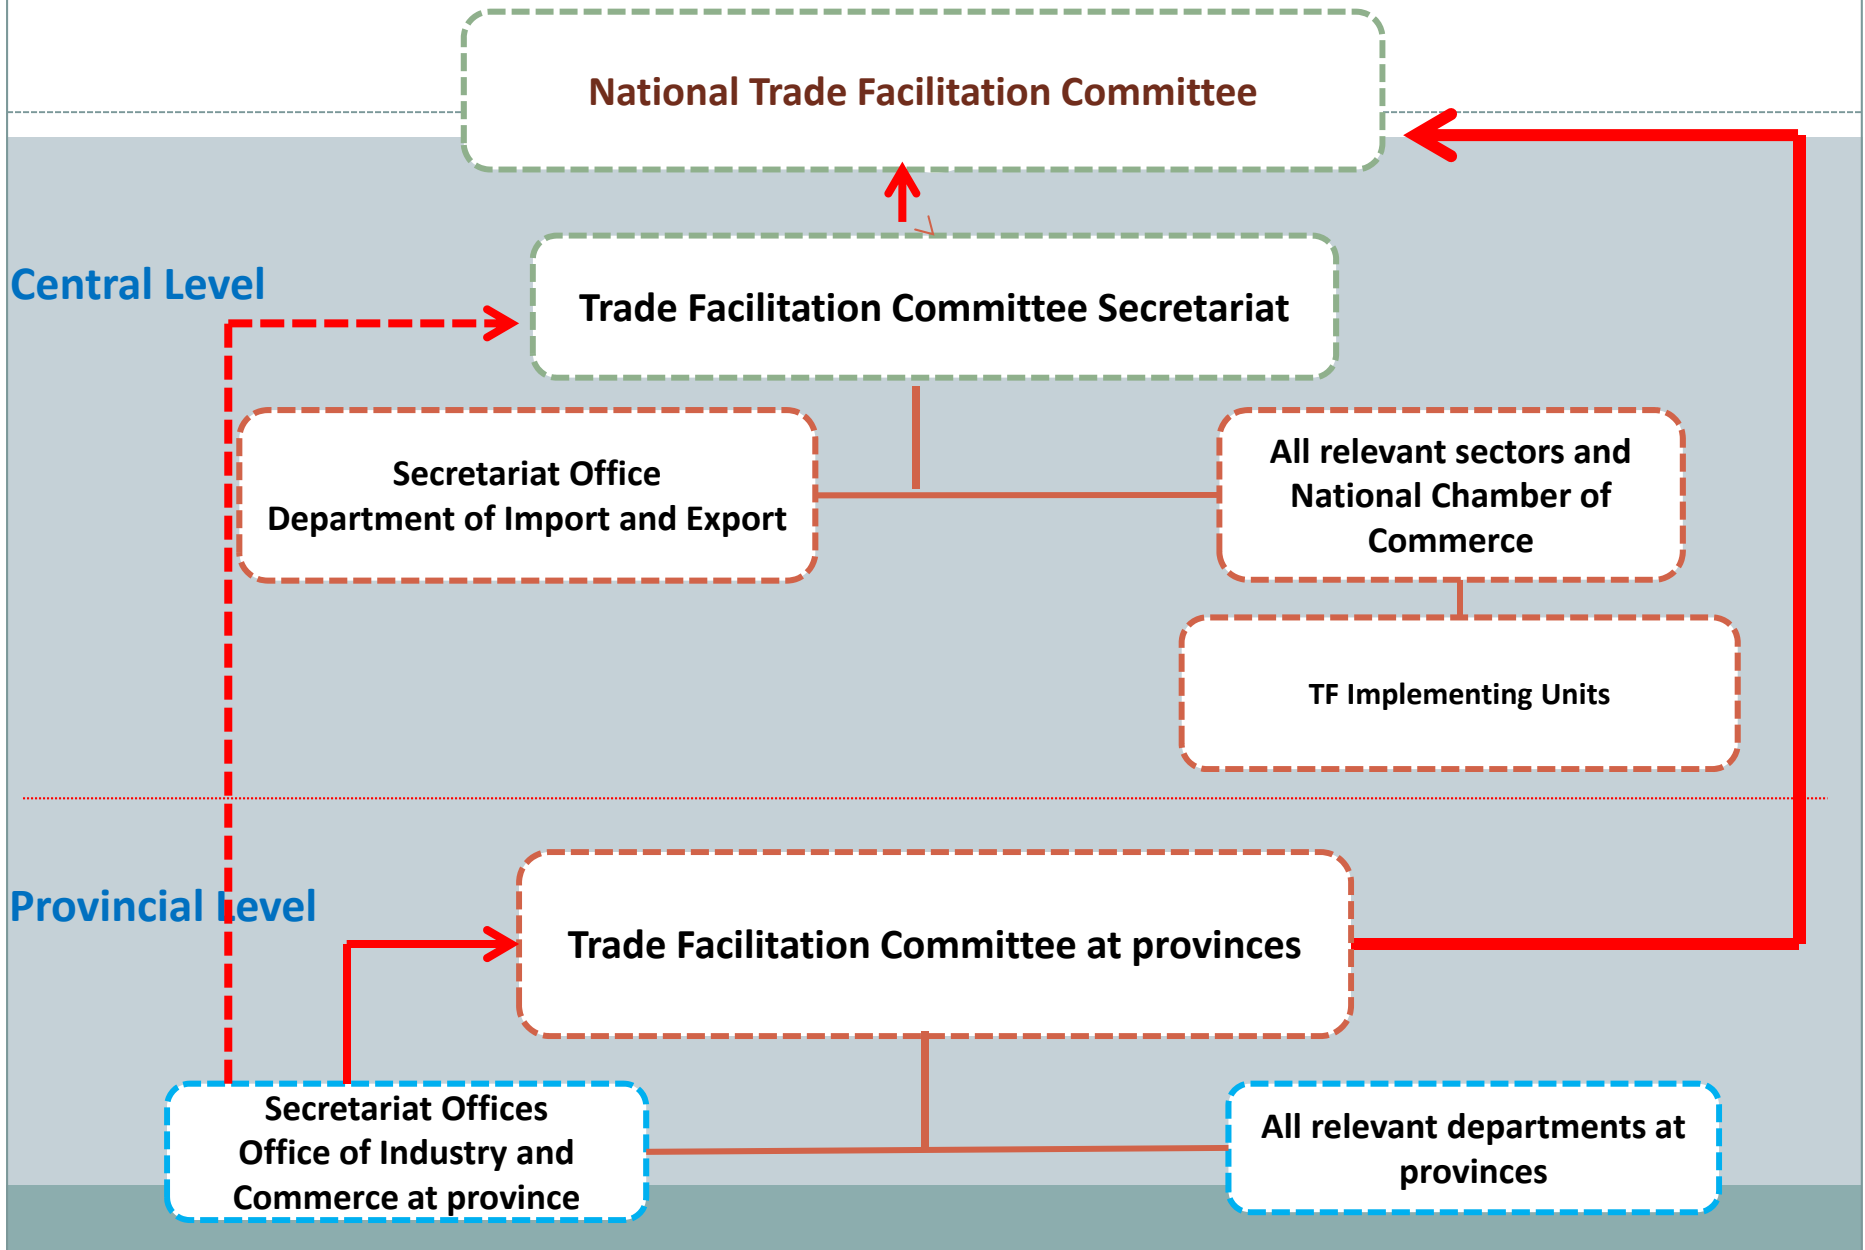 National Trade Facilitation Committee
Central Level
Trade Facilitation Committee Secretariat
Secretariat Office
Department of Import and Export
All relevant sectors and
National Chamber of
Commerce
TF Implementing Units
Provincial Level
Trade Facilitation Committee at provinces
Secretariat Offices
Office of Industry and
Commerce at province
All relevant departments at
provinces